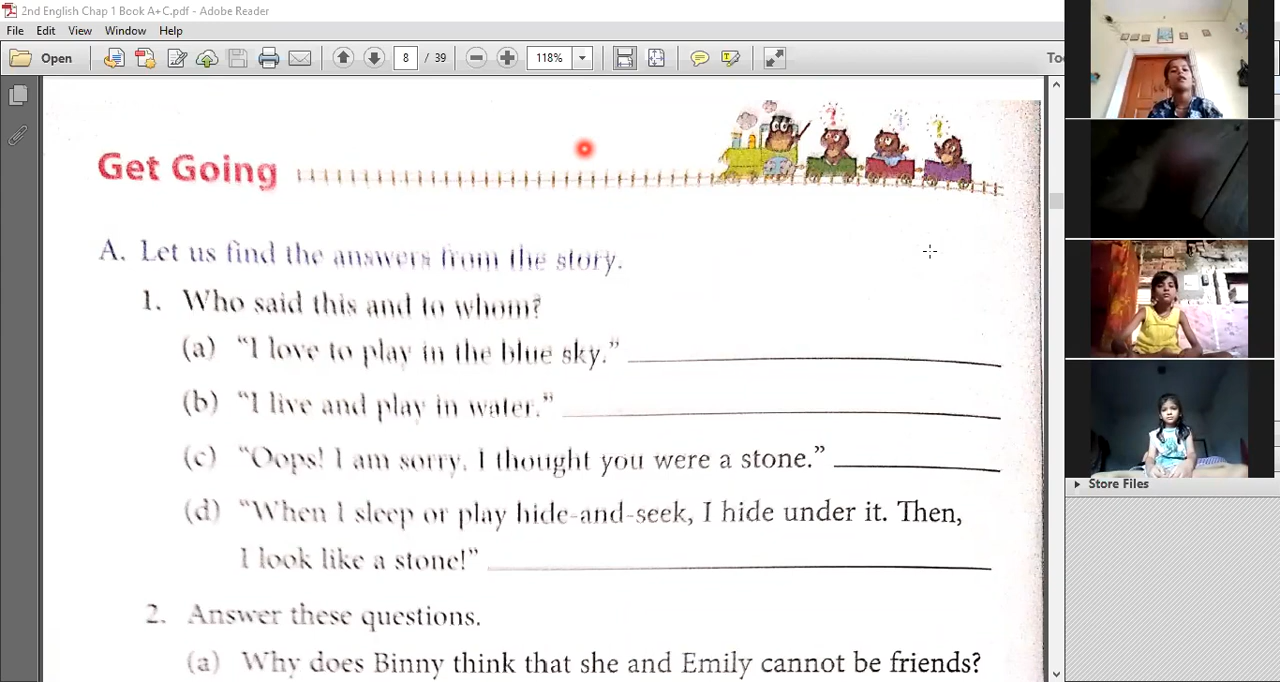 2nd English Chap 1 Book A+C.pdf - Adobe Reader
File Edit View Window Help
Open 8 / 39 118% Too
Get Going
A. Let us find the answers from the story.
1. Who said this and to whom?
(a) "I love to play in the blue sky."
(b) "I live and play in water."
(c) "Oops! I am sorry, I thought you were a stone."
(d) "When I sleep or play hide-and-seek, I hide under it. Then,
I look like a stone!"
2. Answer these questions.
(a) Why does Binny think that she and Emily cannot be friends?
Store Files